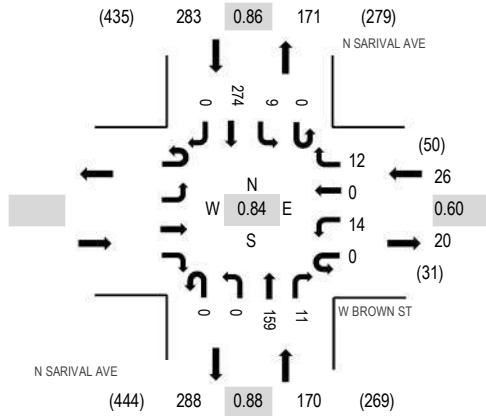 (435) 283 0.86 171 (279)
N SARIVAL AVE
0 274 9 0
(50)
12
26
N
0
W 0.84 E
0.60
14
20
S
0
(31)
0 0 159 11
W BROWN ST
N SARIVAL AVE
(444) 288 0.88 170 (269)